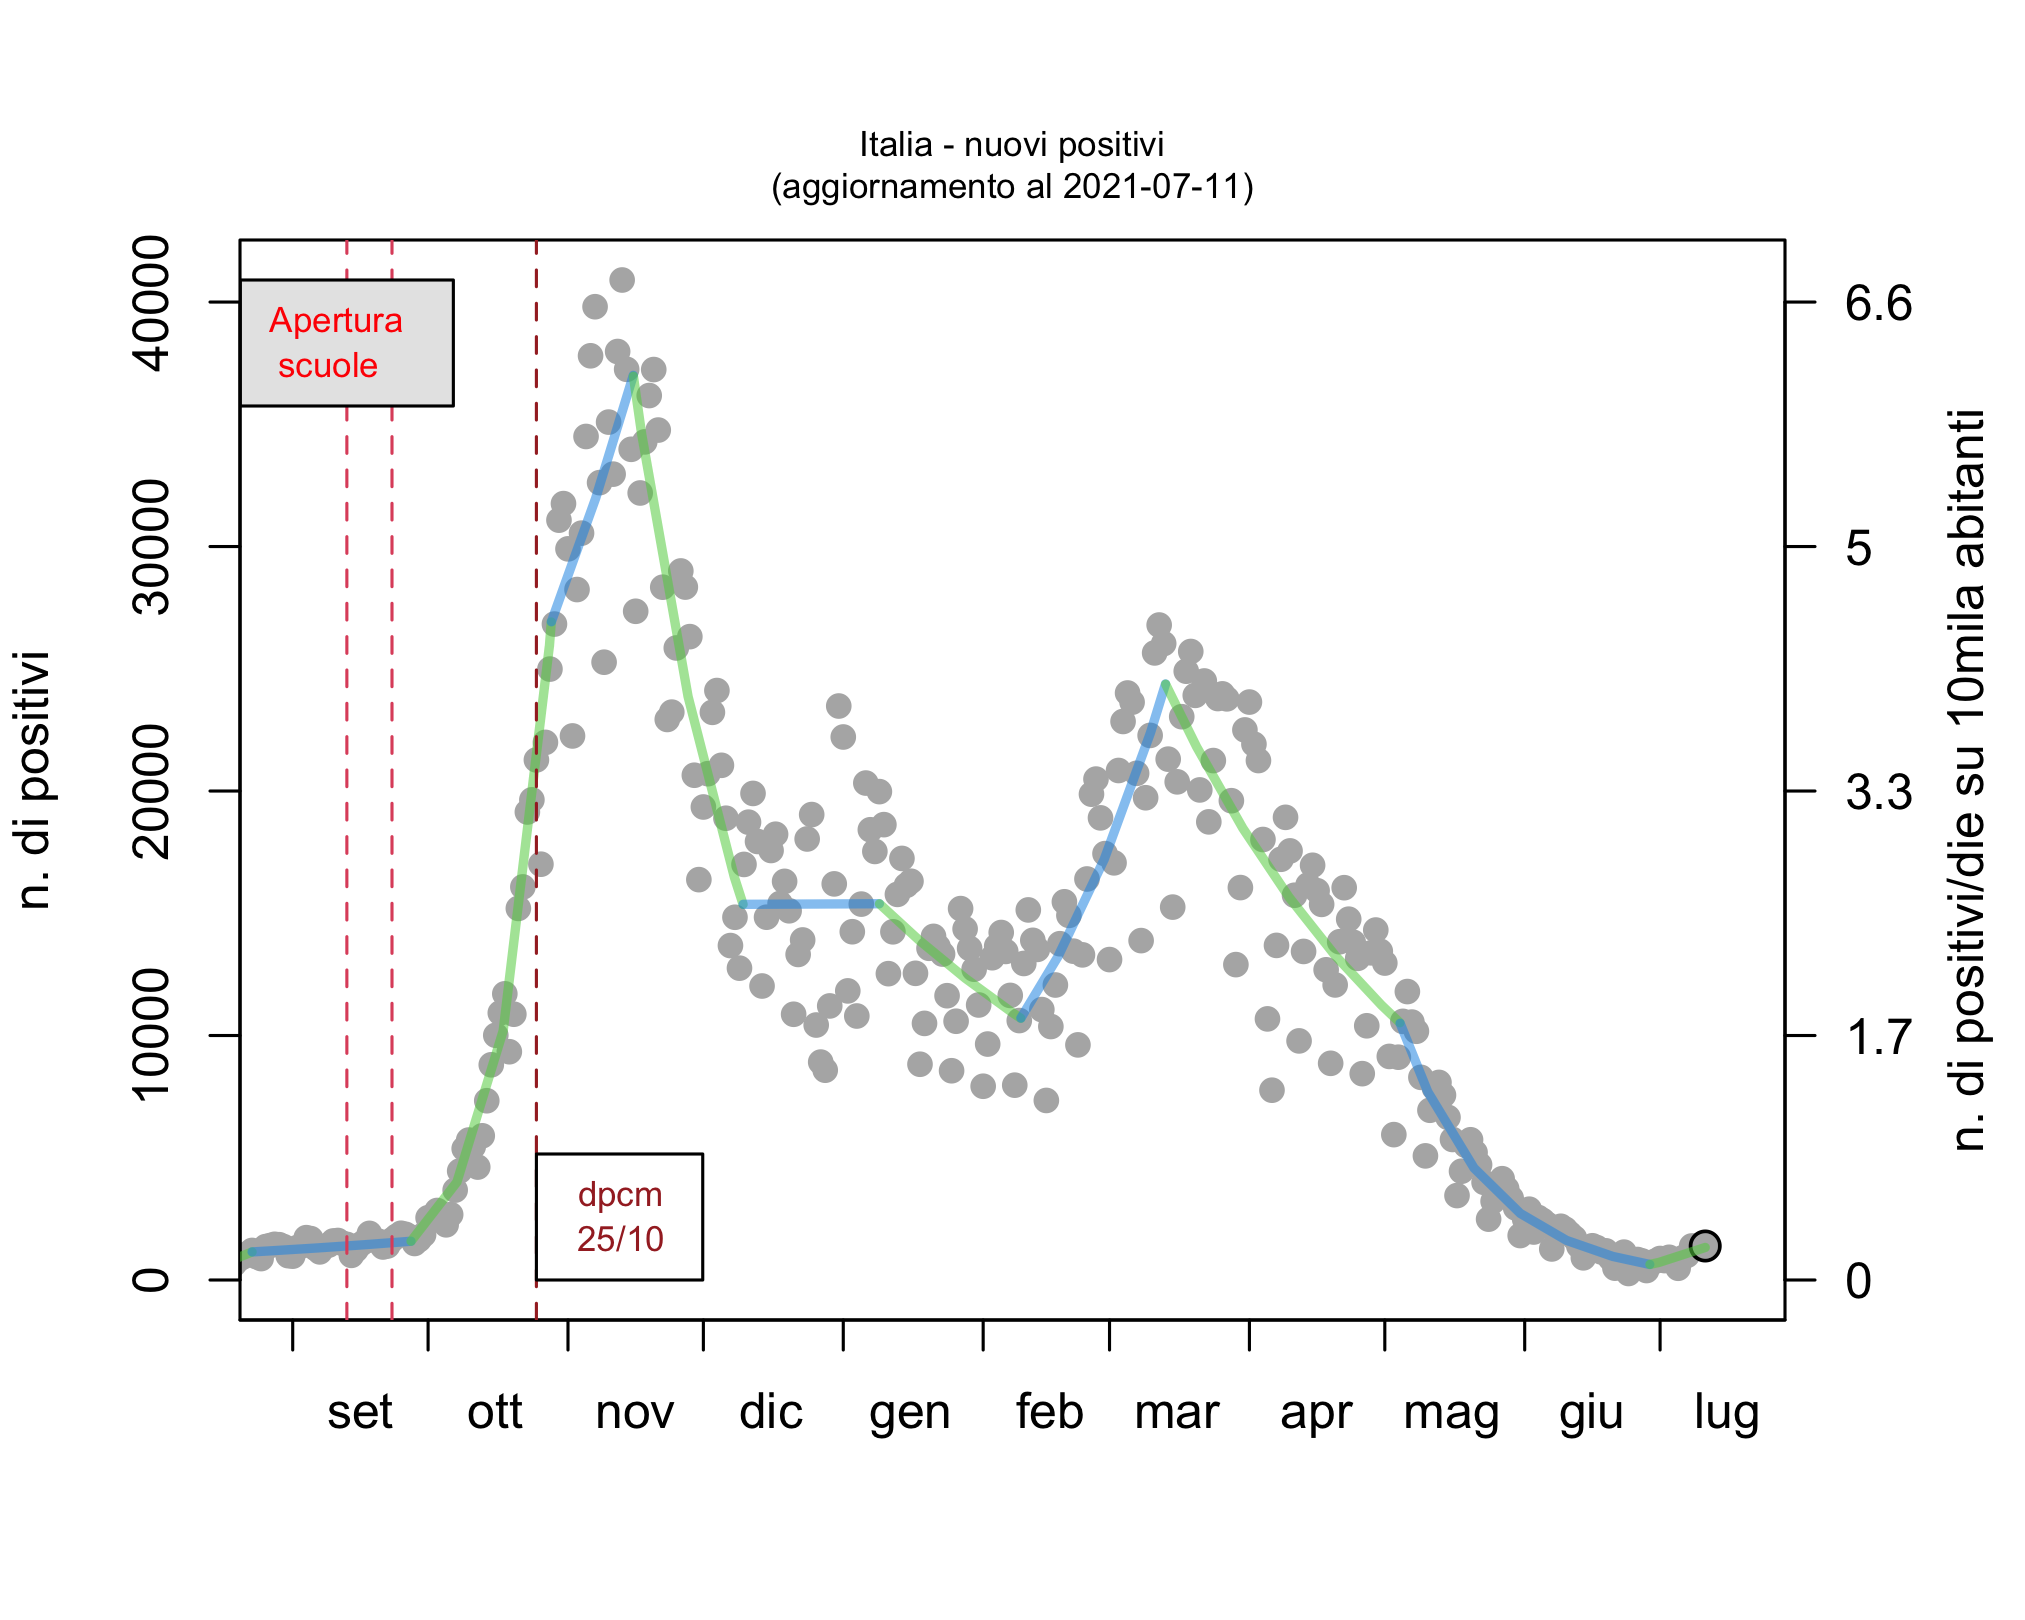 Italia - nuovi positivi
(aggiornamento al 2021-07-11)
n. di positivi
40000
30000
20000
10000
0
Apertura
scuole
dpcm
25/10
6.6
5
3.3
1.7
0
n. di positivi/die su 10mila abitanti
set ott nov dic gen feb mar apr mag giu lug